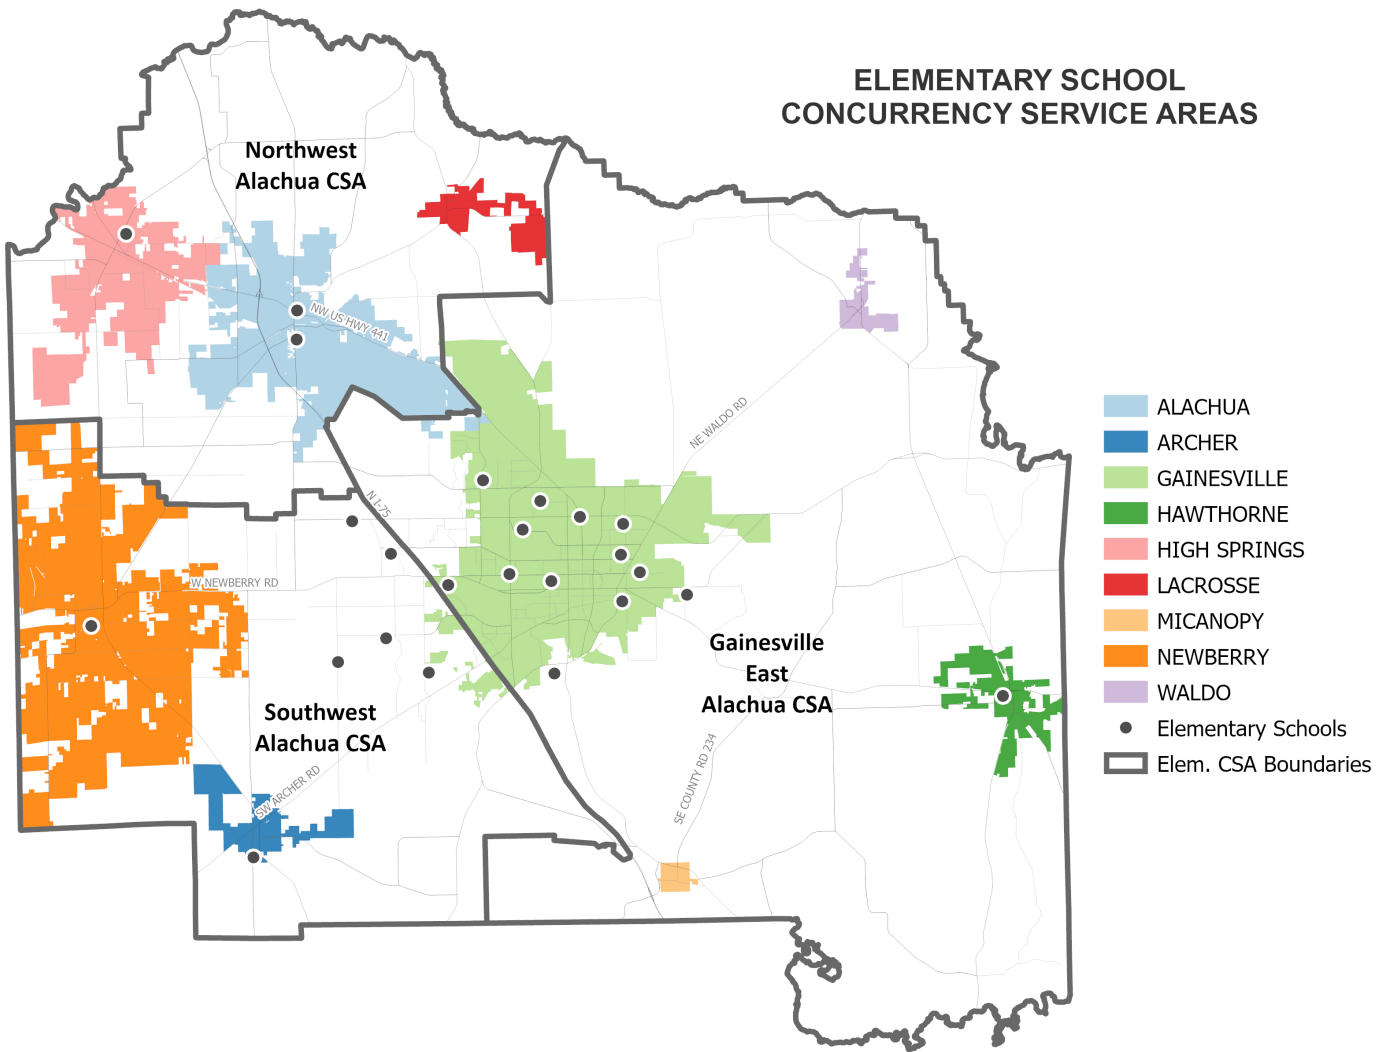 ELEMENTARY SCHOOL
CONCURRENCY SERVICE AREAS
Northwest
Alachua CSA
NW US HWY 441
NE WALDO RD
N I-75
W NEWBERRY RD
Gainesville
East
Alachua CSA
Southwest
Alachua CSA
SW ARCHER RD
SE COUNTY RD 234
ALACHUA
ARCHER
GAINESVILLE
HAWTHORNE
HIGH SPRINGS
LACROSSE
MICANOPY
NEWBERRY
WALDO
Elementary Schools
Elem. CSA Boundaries